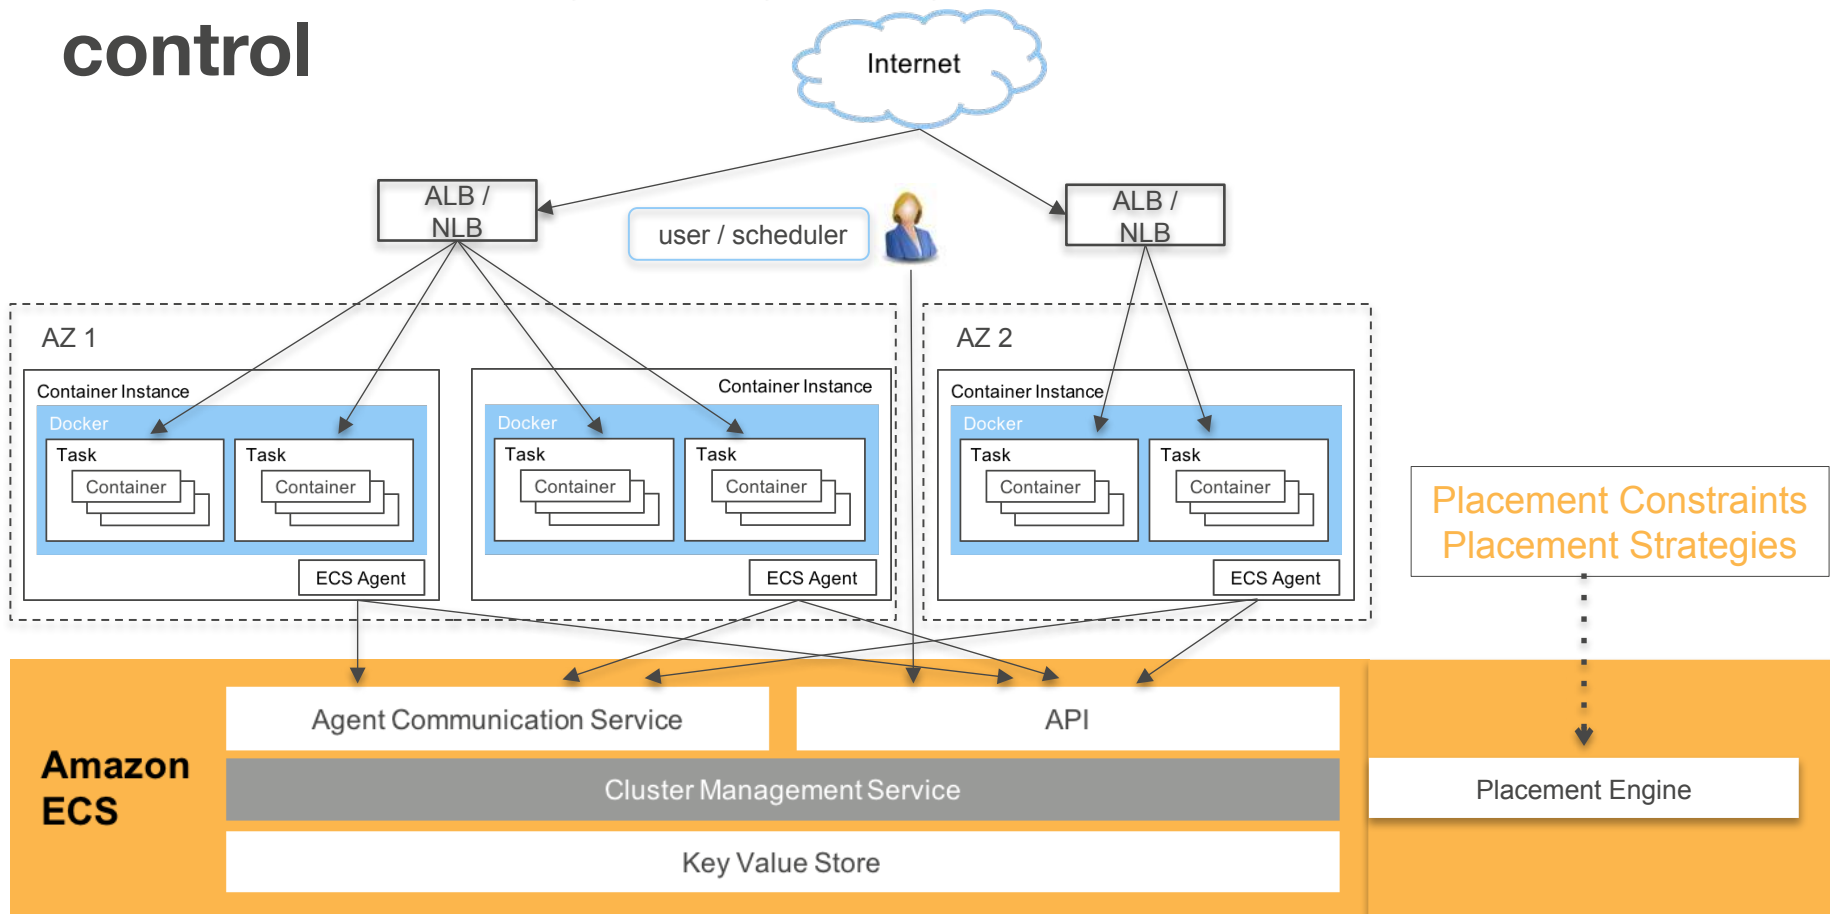 control
Internet
ALB /
NLB
user / scheduler
ALB /
NLB
AZ 1
AZ 2
Container Instance
Docker
Task
Container
Task
Container
ECS Agent
Container Instance
Docker
Task
Container
Task
Container
ECS Agent
Container Instance
Docker
Task
Container
Task
Container
ECS Agent
Placement Constraints
Placement Strategies
Amazon
ECS
Agent Communication Service
API
Cluster Management Service
Key Value Store
Placement Engine